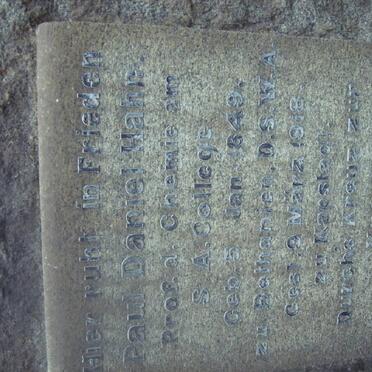 Hier ruht in Frieden
Paul Daniel Hahn.
Prof. d. Chemie am
S. A. College
Geb. 5 Jan. 1849.
zu Bethanien, D. S. W. A.
Gest. 2 März 1918.
zu Kapstadt
Durchs Kreuz zur